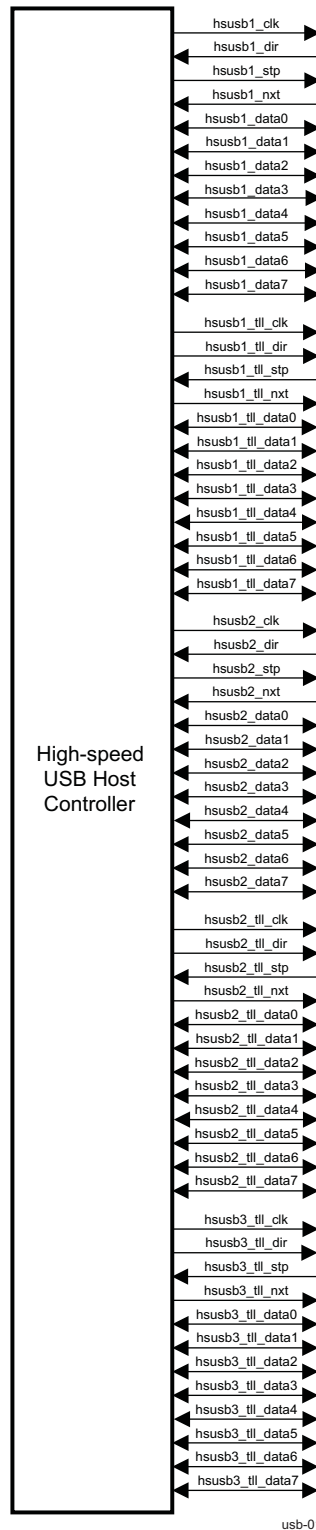 hsusb1_clk
hsusb1_dir
hsusb1_stp
hsusb1_nxt
hsusb1_data0
hsusb1_data1
hsusb1_data2
hsusb1_data3
hsusb1_data4
hsusb1_data5
hsusb1_data6
hsusb1_data7
hsusb1_tll_clk
hsusb1_tll_dir
hsusb1_tll_stp
hsusb1_tll_nxt
hsusb1_tll_data0
hsusb1_tll_data1
hsusb1_tll_data2
hsusb1_tll_data3
hsusb1_tll_data4
hsusb1_tll_data5
hsusb1_tll_data6
hsusb1_tll_data7
hsusb2_clk
hsusb2_dir
hsusb2_stp
hsusb2_nxt
hsusb2_data0
hsusb2_data1
High-speed
USB Host
Controller
hsusb2_data2
hsusb2_data3
hsusb2_data4
hsusb2_data5
hsusb2_data6
hsusb2_data7
hsusb2_tll_clk
hsusb2_tll_dir
hsusb2_tll_stp
hsusb2_tll_nxt
hsusb2_tll_data0
hsusb2_tll_data1
hsusb2_tll_data2
hsusb2_tll_data3
hsusb2_tll_data4
hsusb2_tll_data5
hsusb2_tll_data6
hsusb2_tll_data7
hsusb3_tll_clk
hsusb3_tll_dir
hsusb3_tll_stp
hsusb3_tll_nxt
hsusb3_tll_data0
hsusb3_tll_data1
hsusb3_tll_data2
hsusb3_tll_data3
hsusb3_tll_data4
hsusb3_tll_data5
hsusb3_tll_data6
hsusb3_tll_data7
usb-0